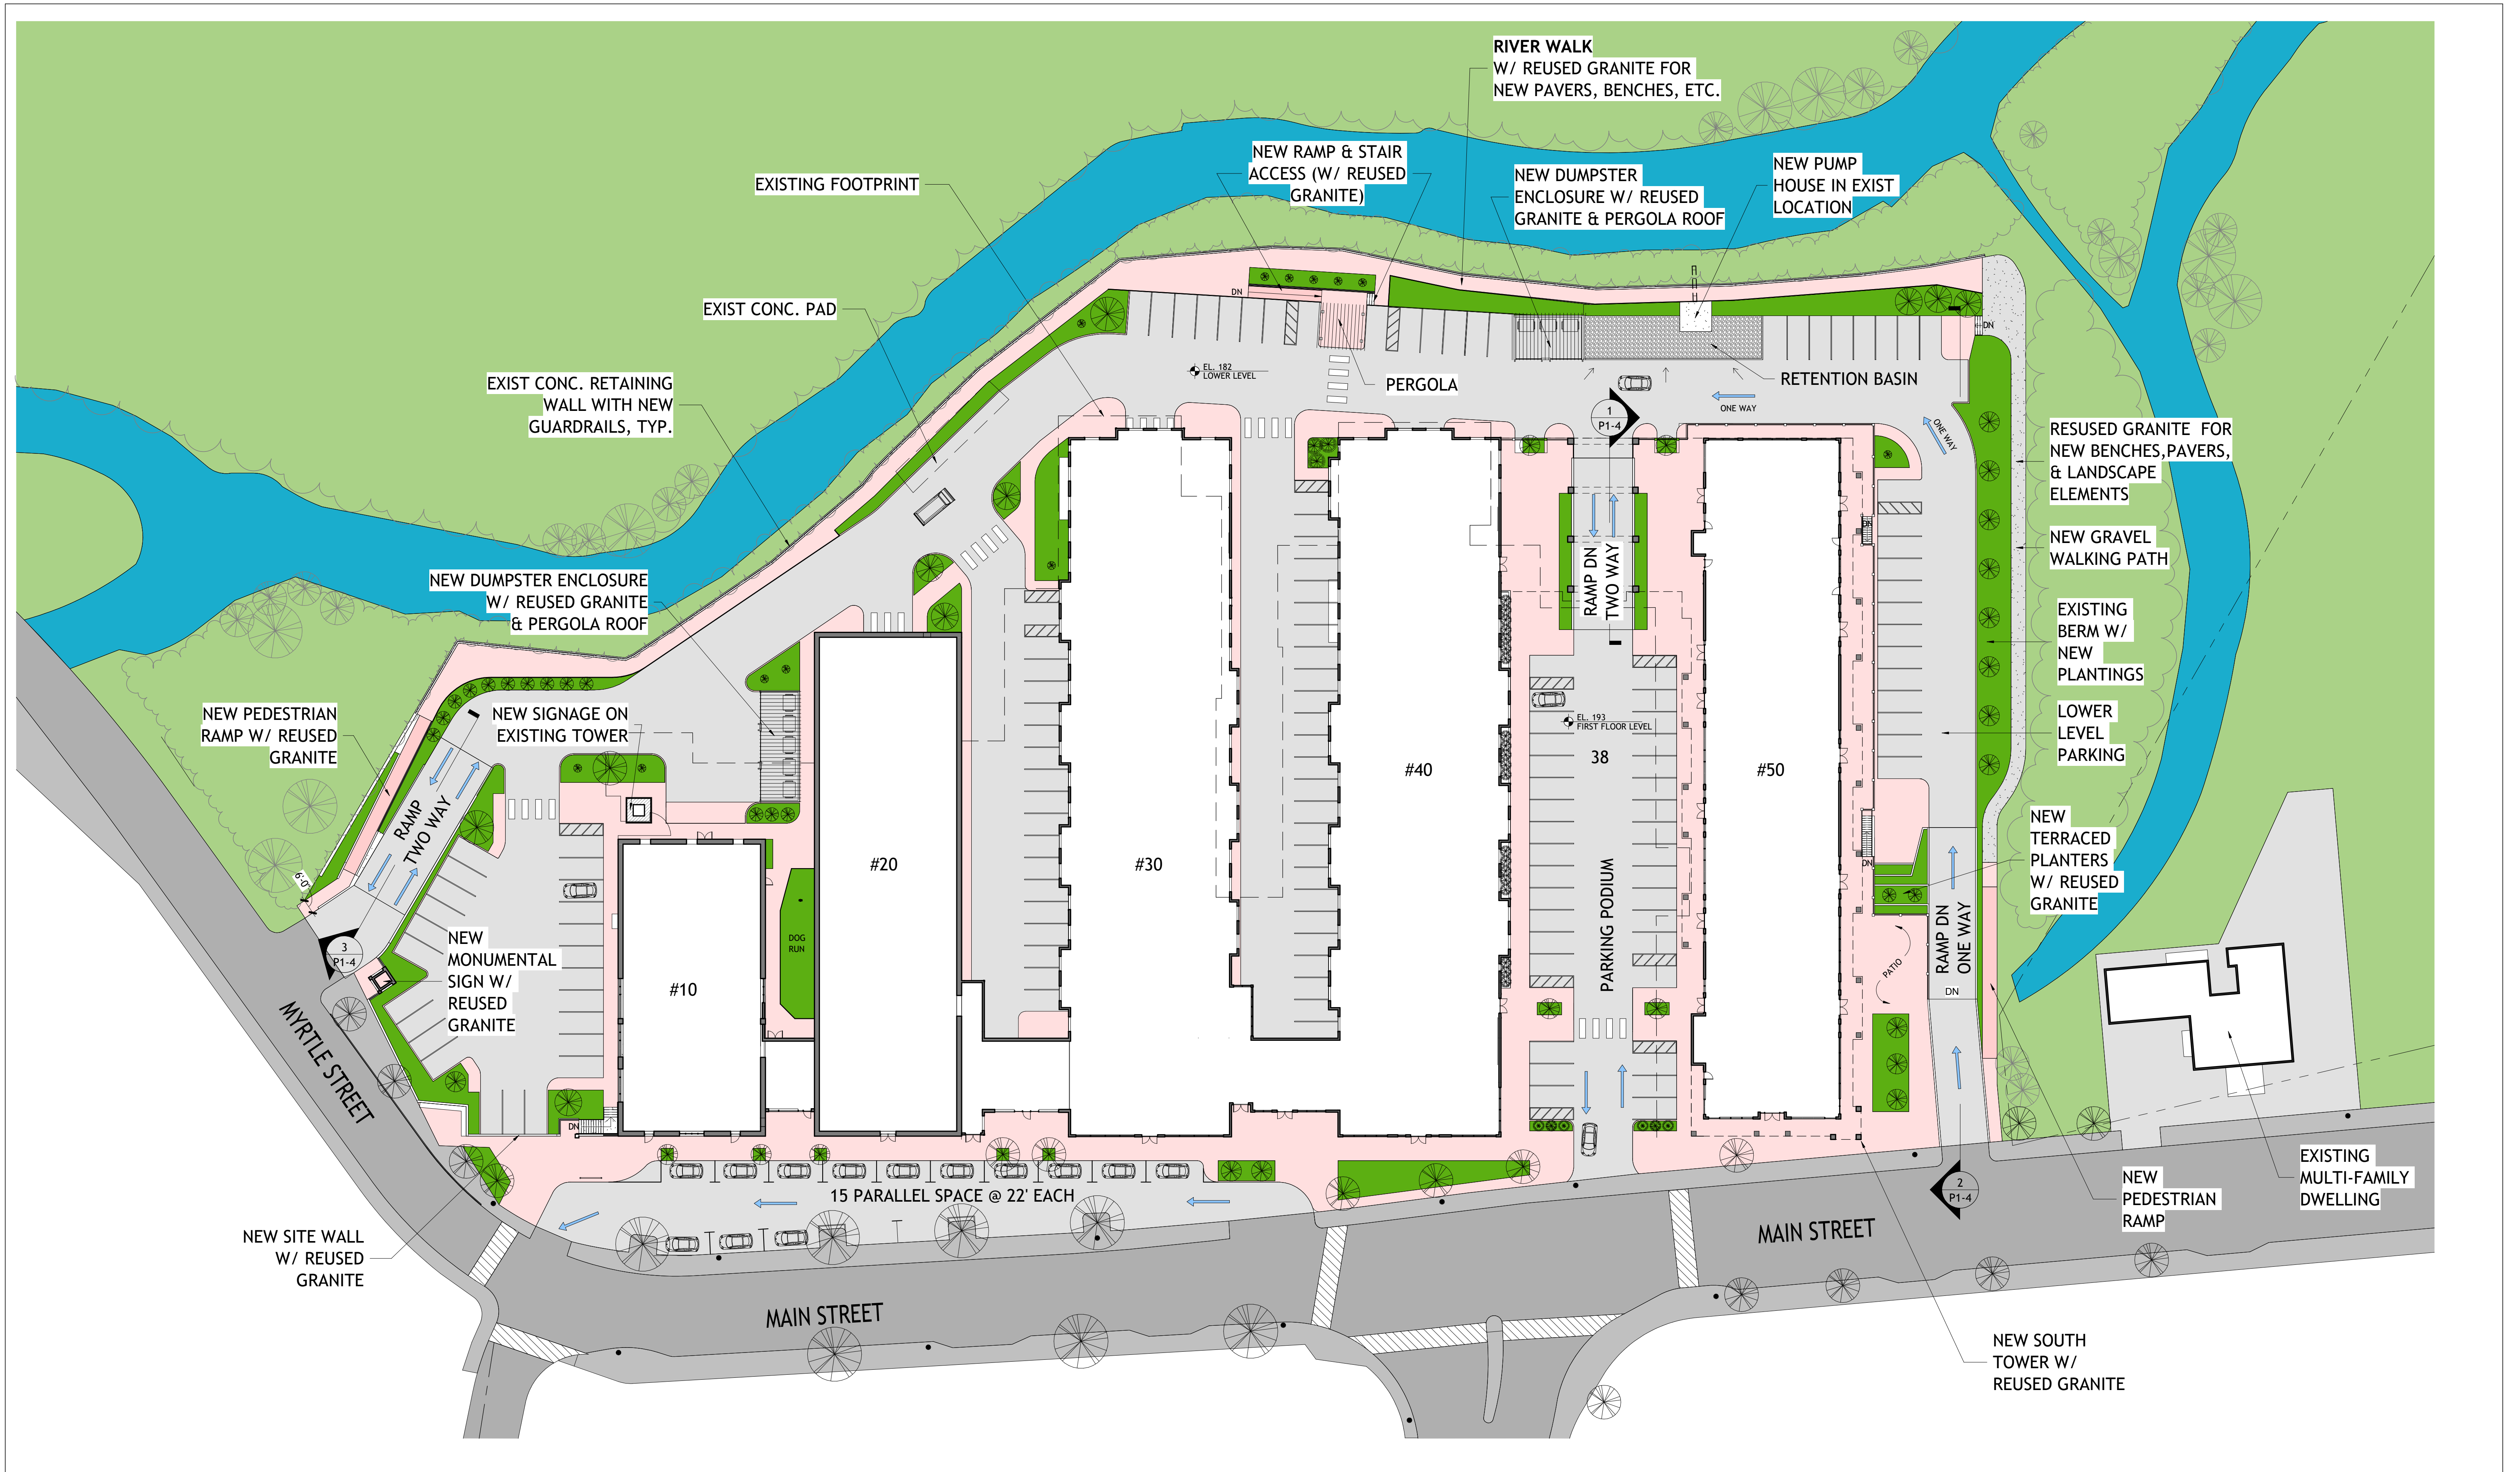 RIVER WALK
W/ REUSED GRANITE FOR
NEW PAVERS, BENCHES, ETC.
NEW RAMP & STAIR
ACCESS (W/ REUSED
GRANITE)
EXISTING FOOTPRINT
NEW DUMPSTER
ENCLOSURE W/ REUSED
GRANITE & PERGOLA ROOF
NEW PUMP
HOUSE IN EXIST
LOCATION
EXIST CONC. PAD
DN
DN
EL. 182
LOWER LEVEL
PERGOLA
RETENTION BASIN
EXIST CONC. RETAINING
WALL WITH NEW
GUARDRAILS, TYP.
ONE WAY
1
P1-4
ONE WAY
RESUSED GRANITE FOR
NEW BENCHES,PAVERS,
& LANDSCAPE
ELEMENTS
NEW GRAVEL
WALKING PATH
NEW DUMPSTER ENCLOSURE
W/ REUSED GRANITE
& PERGOLA ROOF
RAMP DN
TWO WAY
DN
EXISTING
BERM W/
NEW
PLANTINGS
NEW PEDESTRIAN
RAMP W/ REUSED
GRANITE
NEW SIGNAGE ON
EXISTING TOWER
EL. 193
FIRST FLOOR LEVEL
38
LOWER
LEVEL
PARKING
#40
#50
RAMP
TWO WAY
NEW
TERRACED
PLANTERS
W/ REUSED
GRANITE
#20
#30
DN
6'-0"
PARKING PODIUM
DOG
RUN
3
P1-4
NEW
MONUMENTAL
SIGN W/
REUSED
GRANITE
RAMP DN
ONE WAY
PATIO
#10
DN
MYRTLE STREET
DN
EXISTING
MULTI-FAMILY
DWELLING
NEW
PEDESTRIAN
RAMP
2
P1-4
15 PARALLEL SPACE @ 22' EACH
NEW SITE WALL
W/ REUSED
GRANITE
MAIN STREET
MAIN STREET
NEW SOUTH
TOWER W/
REUSED GRANITE